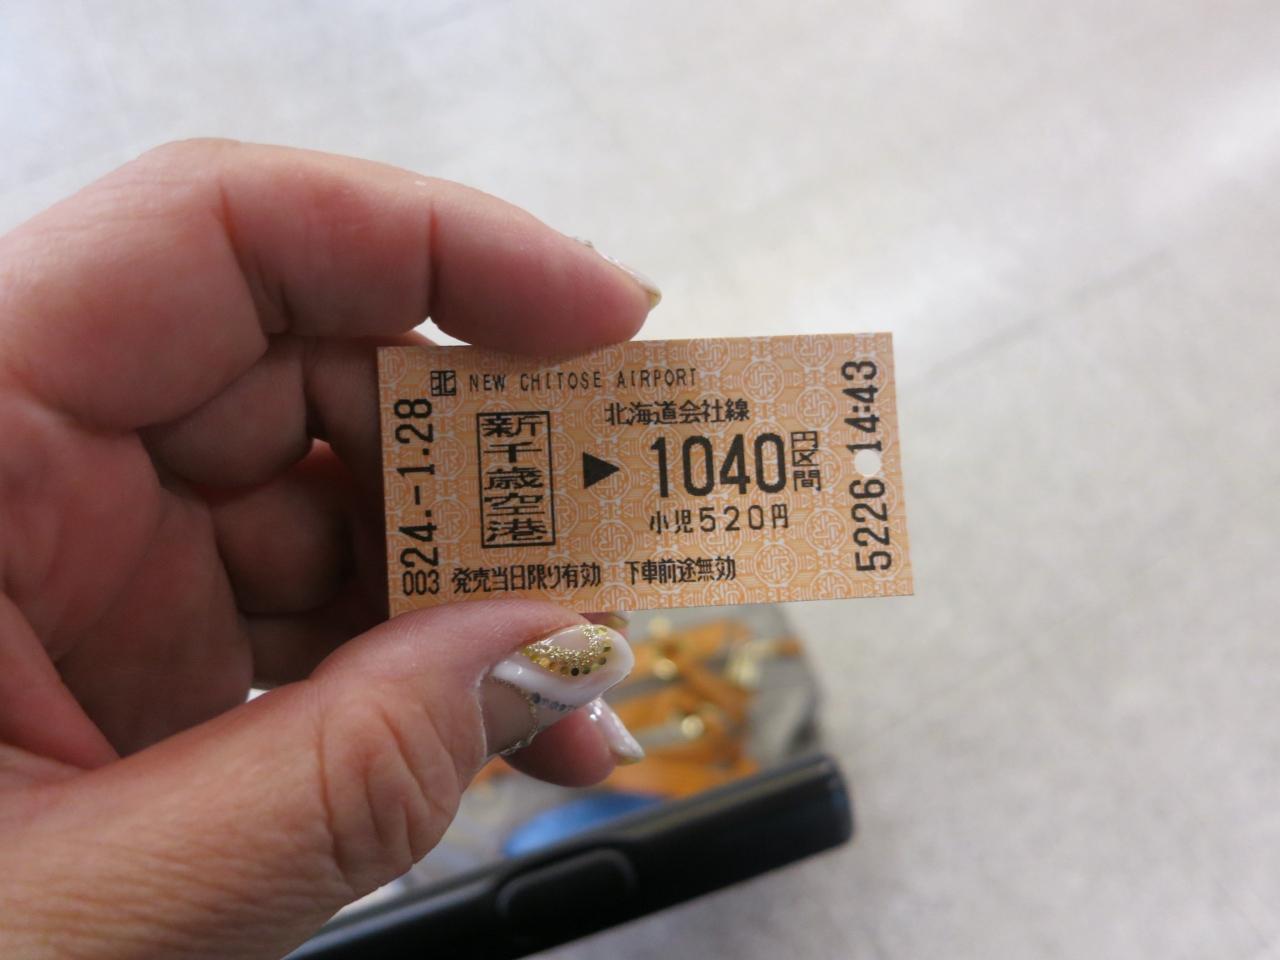 北 NEW CHITOSE AIRPORT
24.-1.28
新千歳空港
北海道会社線
▶ 1040円区間
小児520円
5226 14:43
003 発売当日限り有効 下車前途無効